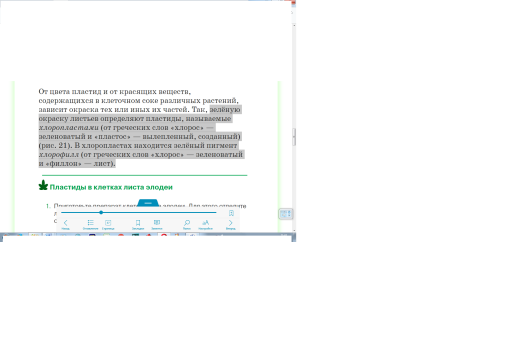 От цвета пластид и от красящих веществ,
содержащихся в клеточном соке различных растений,
зависит окраска тех или иных их частей. Так, зелёную
окраску листьев определяют пластиды, называемые
хлоропластами (от греческих слов «хлорос» —
зеленоватый и «пластос» — вылепленный, созданный)
(рис. 21). В хлоропластах находится зелёный пигмент
хлорофилл (от греческих слов «хлорос» — зеленоватый
и «филлон» — лист).
Пластиды в клетках листа элодеи
1. Приготовьте препарат клеток элодеи. Для этого отделите